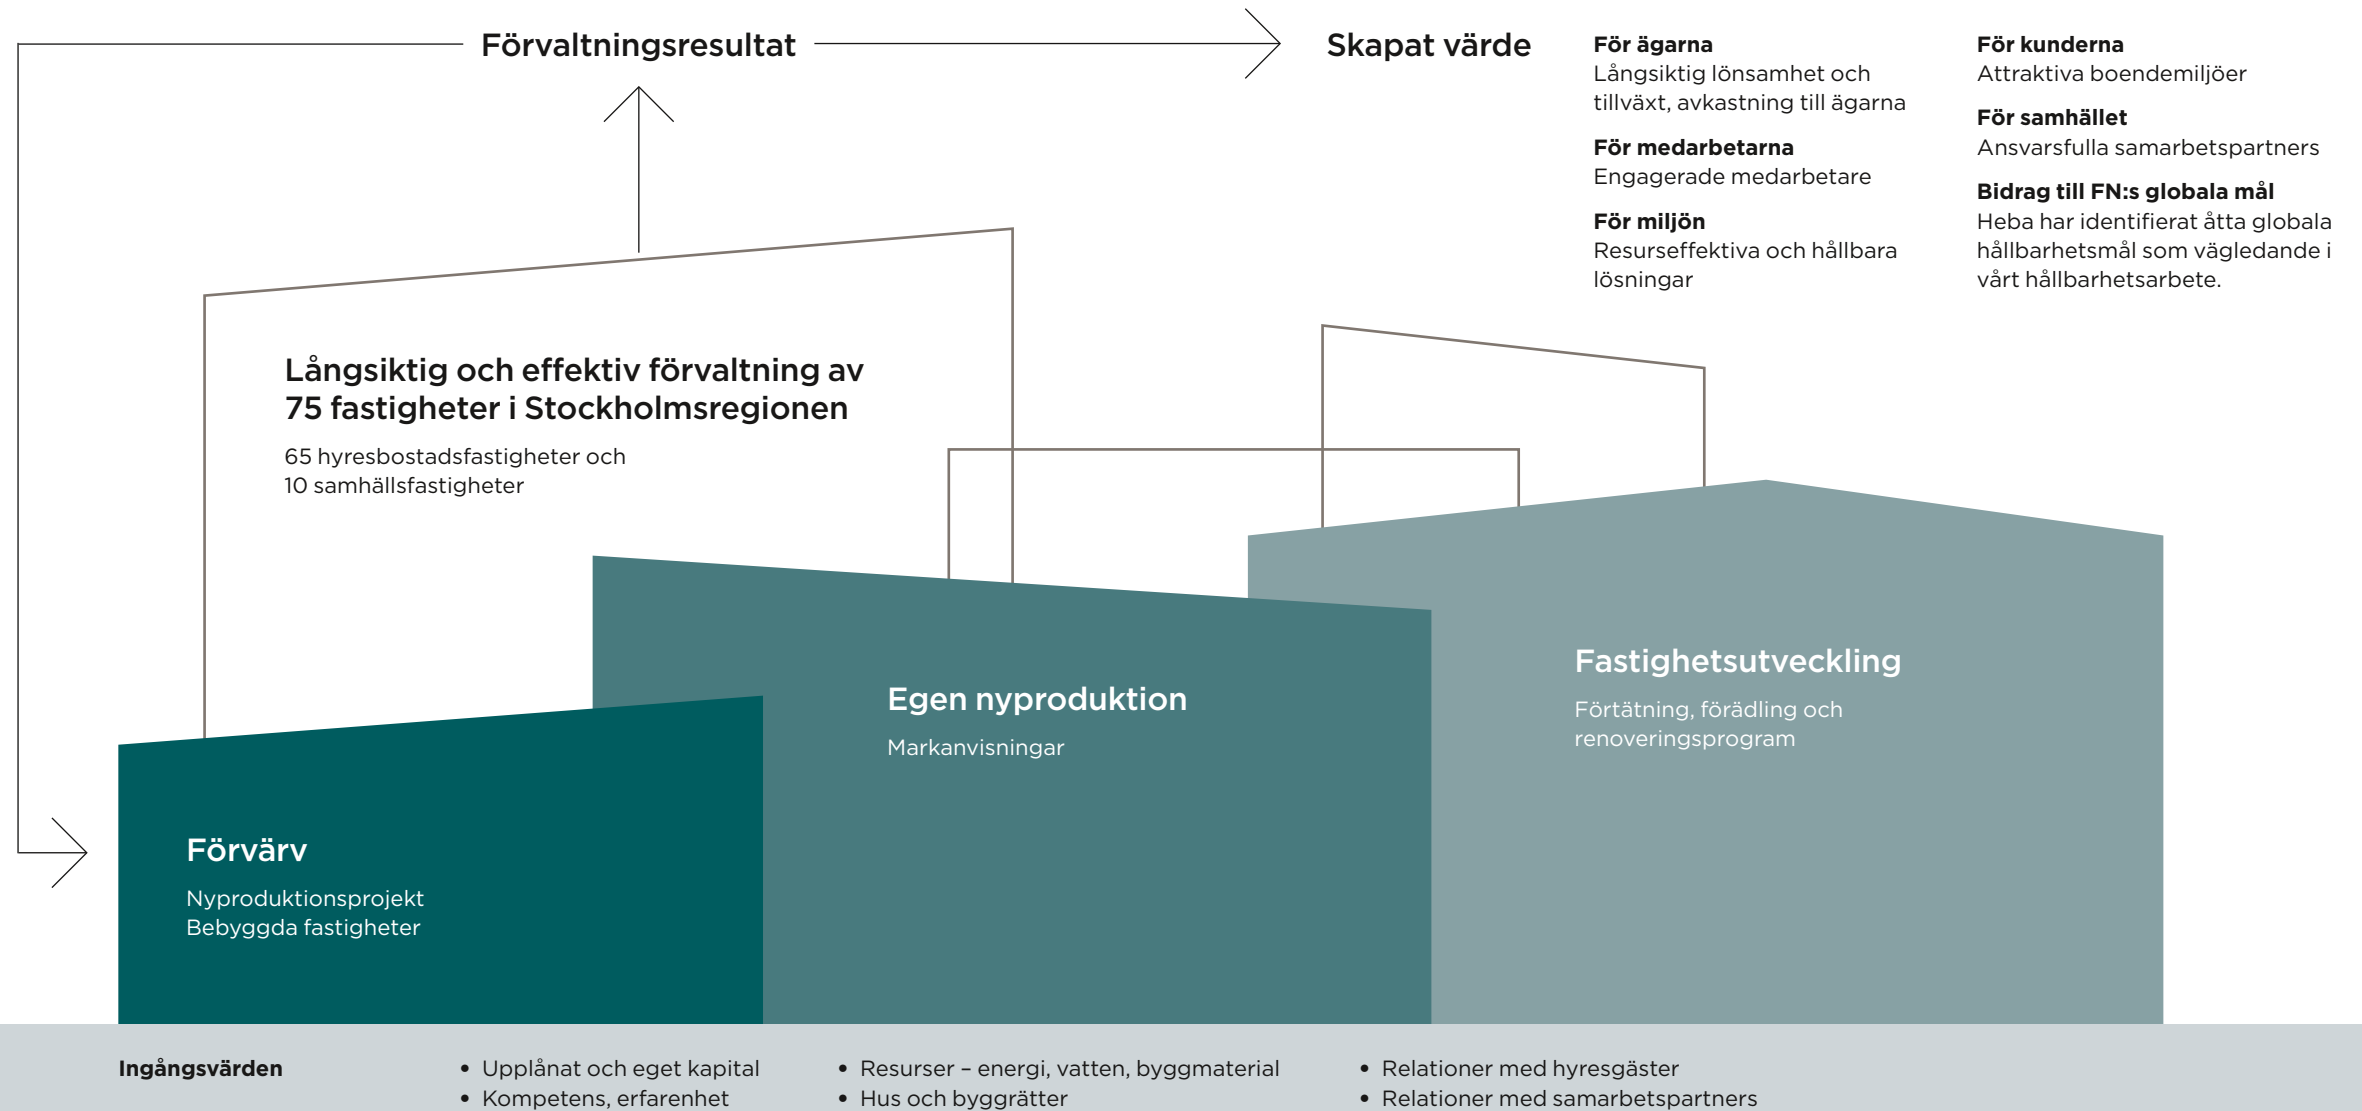 Förvaltningsresultat
Skapat värde
För ägarna
Långsiktig lönsamhet och
tillväxt, avkastning till ägarna
För medarbetarna
Engagerade medarbetare
För miljön
Resurseffektiva och hållbara
lösningar
För kunderna
Attraktiva boendemiljöer
För samhället
Ansvarsfulla samarbetspartners
Bidrag till FN:s globala mål
Heba har identifierat åtta globala
hållbarhetsmål som vägledande i
vårt hållbarhetsarbete.
Långsiktig och effektiv förvaltning av
75 fastigheter i Stockholmsregionen
65 hyresbostadsfastigheter och
10 samhällsfastigheter
Fastighetsutveckling
Förtätning, förädling och
renoveringsprogram
Egen nyproduktion
Markanvisningar
Förvärv
Nyproduktionsprojekt
Bebyggda fastigheter
Ingångsvärden
• Upplånat och eget kapital
• Kompetens, erfarenhet
• Resurser – energi, vatten, byggmaterial
• Hus och byggrätter
• Relationer med hyresgäster
• Relationer med samarbetspartners